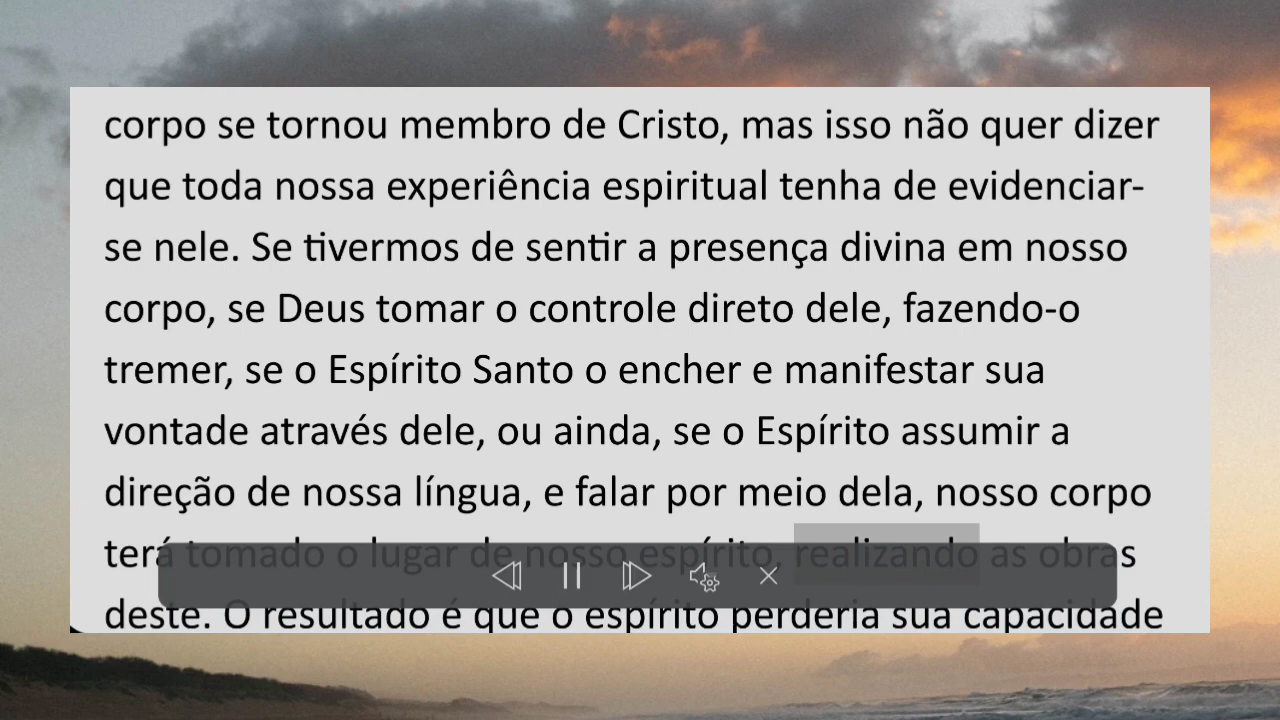 corpo se tornou membro de Cristo, mas isso não quer dizer
que toda nossa experiência espiritual tenha de evidenciar-
se nele. Se tivermos de sentir a presença divina em nosso
corpo, se Deus tomar o controle direto dele, fazendo-o
tremer, se o Espírito Santo o encher e manifestar sua
vontade através dele, ou ainda, se o Espírito assumir a
direção de nossa língua, e falar por meio dela, nosso corpo
terá tomado o lugar de nosso espírito, realizando as obras
deste. O resultado é que o espírito perderia sua capacidade